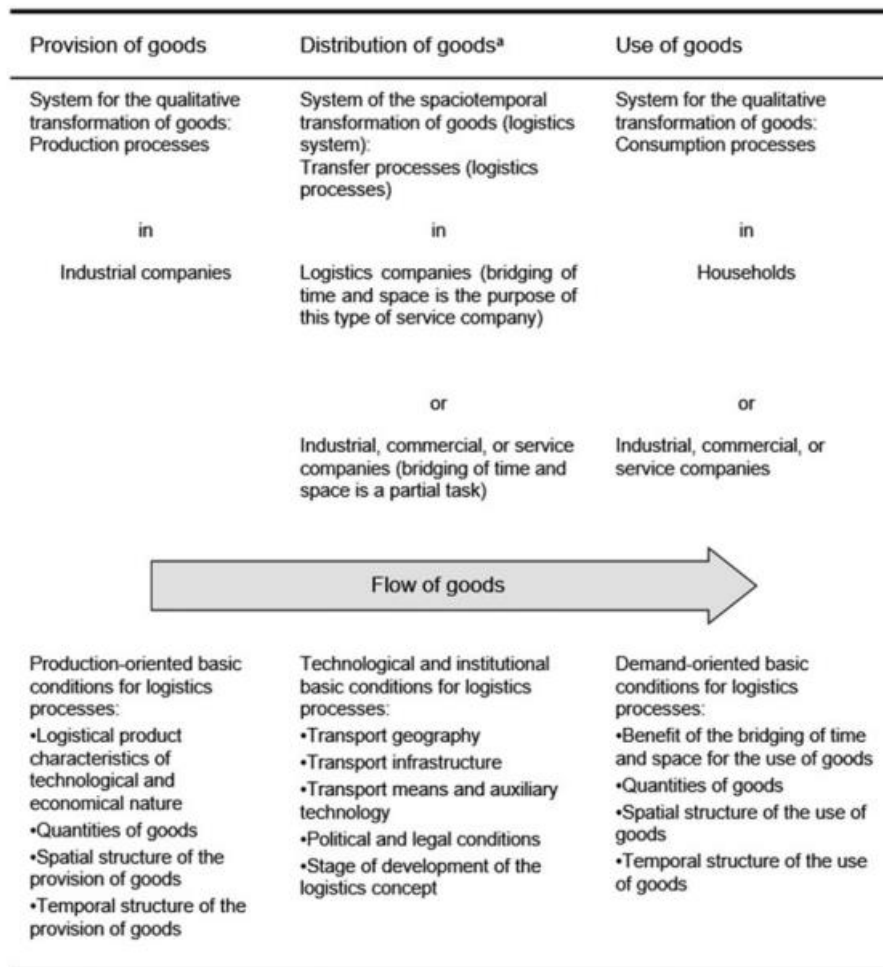 Provision of goods
Distribution of goodsª
Use of goods
System for the qualitative
transformation of goods:
Production processes
System of the spaciotemporal
transformation of goods (logistics
system):
Transfer processes (logistics
processes)
System for the qualitative
transformation of goods:
Consumption processes
in
in
in
Industrial companies
Logistics companies (bridging of
time and space is the purpose of
this type of service company)
Households
or
or
Industrial, commercial, or service
companies (bridging of time and
space is a partial task)
Industrial, commercial, or
service companies
Flow of goods
Production-oriented basic
conditions for logistics
processes:
•Logistical product
characteristics of
technological and
economical nature
•Quantities of goods
•Spatial structure of the
provision of goods
•Temporal structure of the
provision of goods
Technological and institutional
basic conditions for logistics
processes:
•Transport geography
•Transport infrastructure
•Transport means and auxiliary
technology
•Political and legal conditions
•Stage of development of the
logistics concept
Demand-oriented basic
conditions for logistics
processes:
•Benefit of the bridging of time
and space for the use of goods
•Quantities of goods
•Spatial structure of the use of
goods
•Temporal structure of the use
of goods